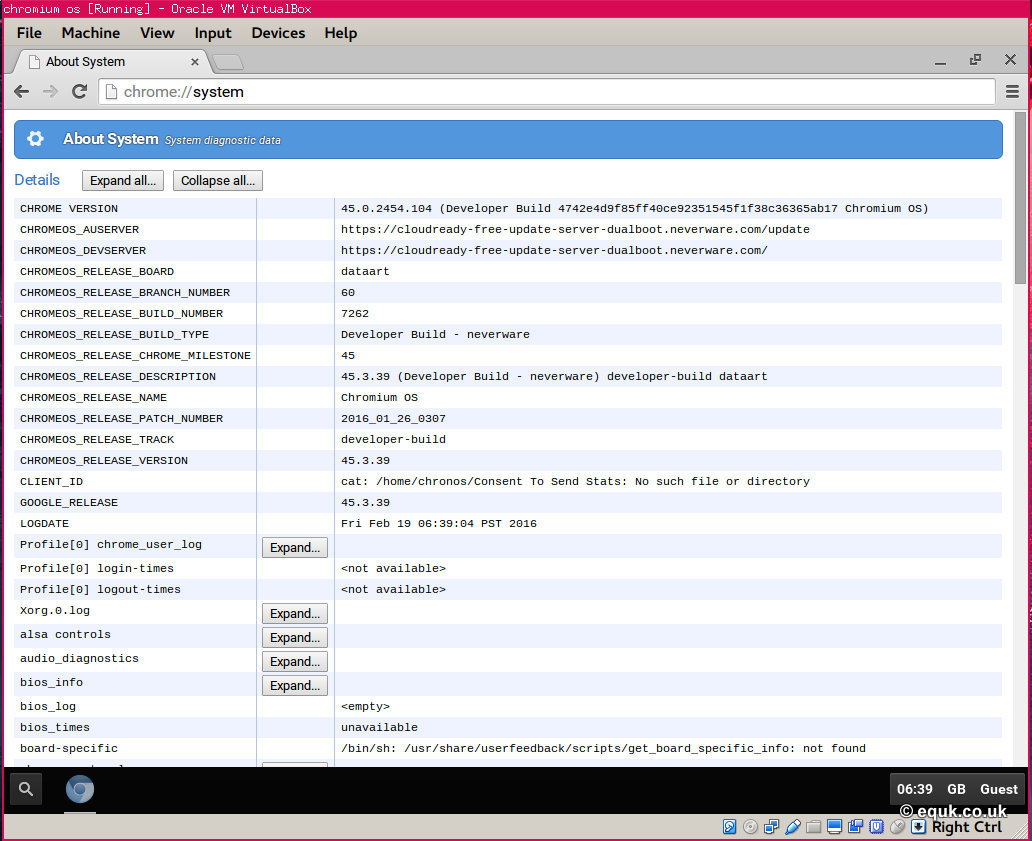 chromium os [Running] - Oracle VM VirtualBox
File Machine View Input Devices Help
About System
chrome://system
About System System diagnostic data
Details Expand all... Collapse all...
CHROME VERSION 45.0.2454.104 (Developer Build 4742e4d9f85ff40ce92351545f1f38c36365ab17 Chromium OS)
CHROMEOS_AUSERVER https://cloudready-free-update-server-dualboot.neverware.com/update
CHROMEOS_DEVSERVER https://cloudready-free-update-server-dualboot.neverware.com/
CHROMEOS_RELEASE_BOARD dataart
CHROMEOS_RELEASE_BRANCH_NUMBER 60
CHROMEOS_RELEASE_BUILD_NUMBER 7262
CHROMEOS_RELEASE_BUILD_TYPE Developer Build - neverware
CHROMEOS_RELEASE_CHROME_MILESTONE 45
CHROMEOS_RELEASE_DESCRIPTION 45.3.39 (Developer Build - neverware) developer-build dataart
CHROMEOS_RELEASE_NAME Chromium OS
CHROMEOS_RELEASE_PATCH_NUMBER 2016_01_26_0307
CHROMEOS_RELEASE_TRACK developer-build
CHROMEOS_RELEASE_VERSION 45.3.39
CLIENT_ID cat: /home/chronos/Consent To Send Stats: No such file or directory
GOOGLE_RELEASE 45.3.39
LOGDATE Fri Feb 19 06:39:04 PST 2016
Profile[0] chrome_user_log Expand...
Profile[0] login-times <not available>
Profile[0] logout-times <not available>
Xorg.0.log Expand...
alsa controls Expand...
audio_diagnostics Expand...
bios_info Expand...
bios_log <empty>
bios_times unavailable
board-specific /bin/sh: /usr/share/userfeedback/scripts/get_board_specific_info: not found
06:39 GB Guest
© equk.co.uk
Right Ctrl